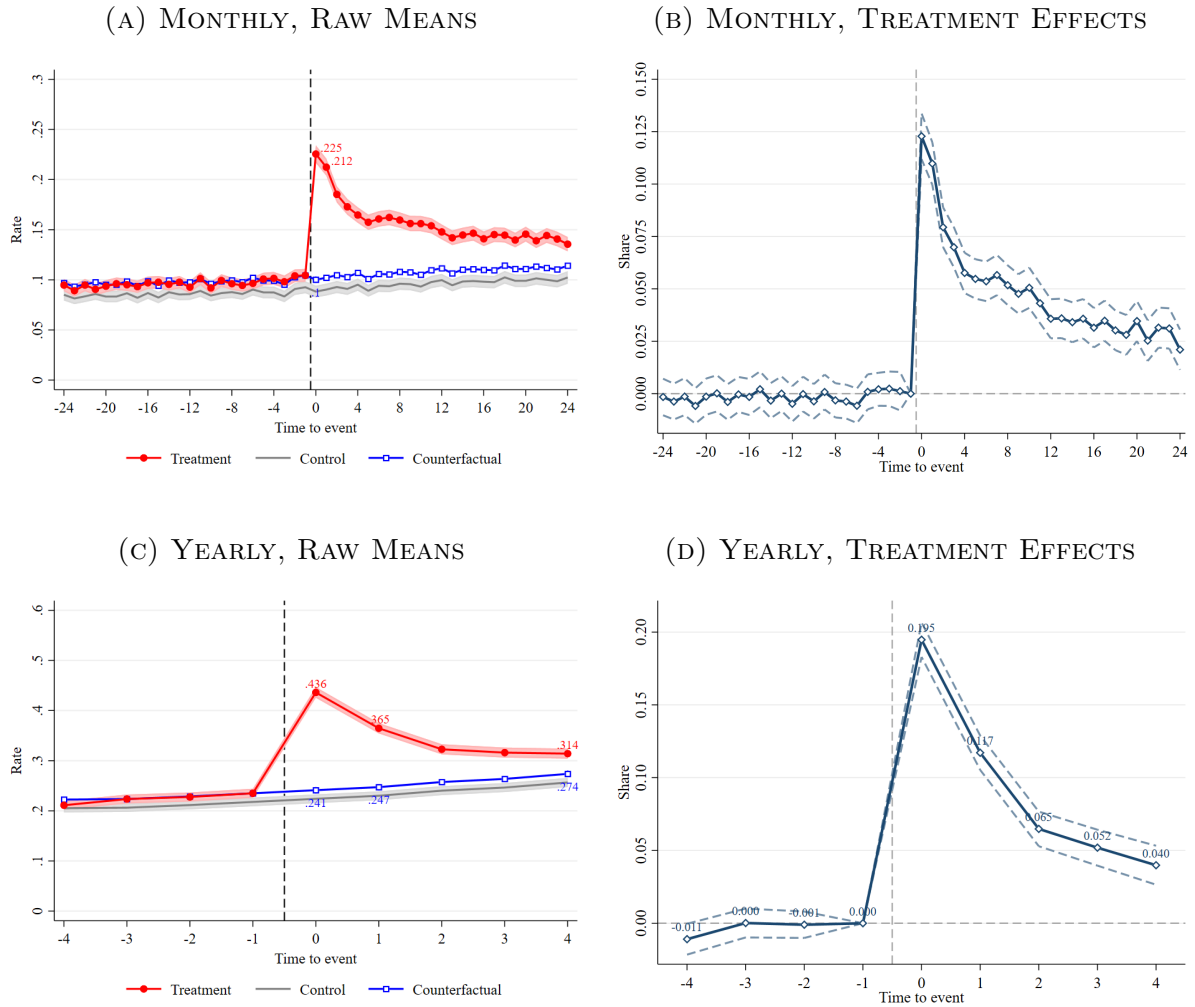 (A) Monthly, Raw Means
.3
.25
.2
.15
.1
.05
0
Rate
.225
.212
.1
-24 -20 -16 -12 -8 -4 0 4 8 12 16 20 24
Time to event
Treatment Control Counterfactual
(B) Monthly, Treatment Effects
0.150
0.125
0.100
0.075
0.050
0.025
0.000
Share
-24 -20 -16 -12 -8 -4 0 4 8 12 16 20 24
Time to event
(C) Yearly, Raw Means
.6
.5
.4
.3
.2
.1
0
Rate
.436
.365
.314
.241
.247
.274
-4 -3 -2 -1 0 1 2 3 4
Time to event
Treatment Control Counterfactual
(D) Yearly, Treatment Effects
0.20
0.15
0.10
0.05
0.00
Share
-0.011
0.000
-0.001
0.000
0.195
0.117
0.065
0.052
0.040
-4 -3 -2 -1 0 1 2 3 4
Time to event